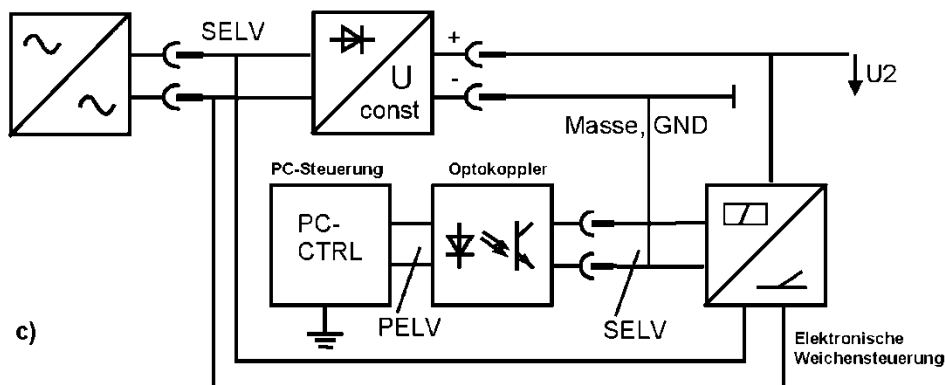 SELV
+
-
U
const
U2
Masse, GND
PC-Steuerung
Optokoppler
PC-
CTRL
PELV
SELV
c)
Elektronische
Weichensteuerung